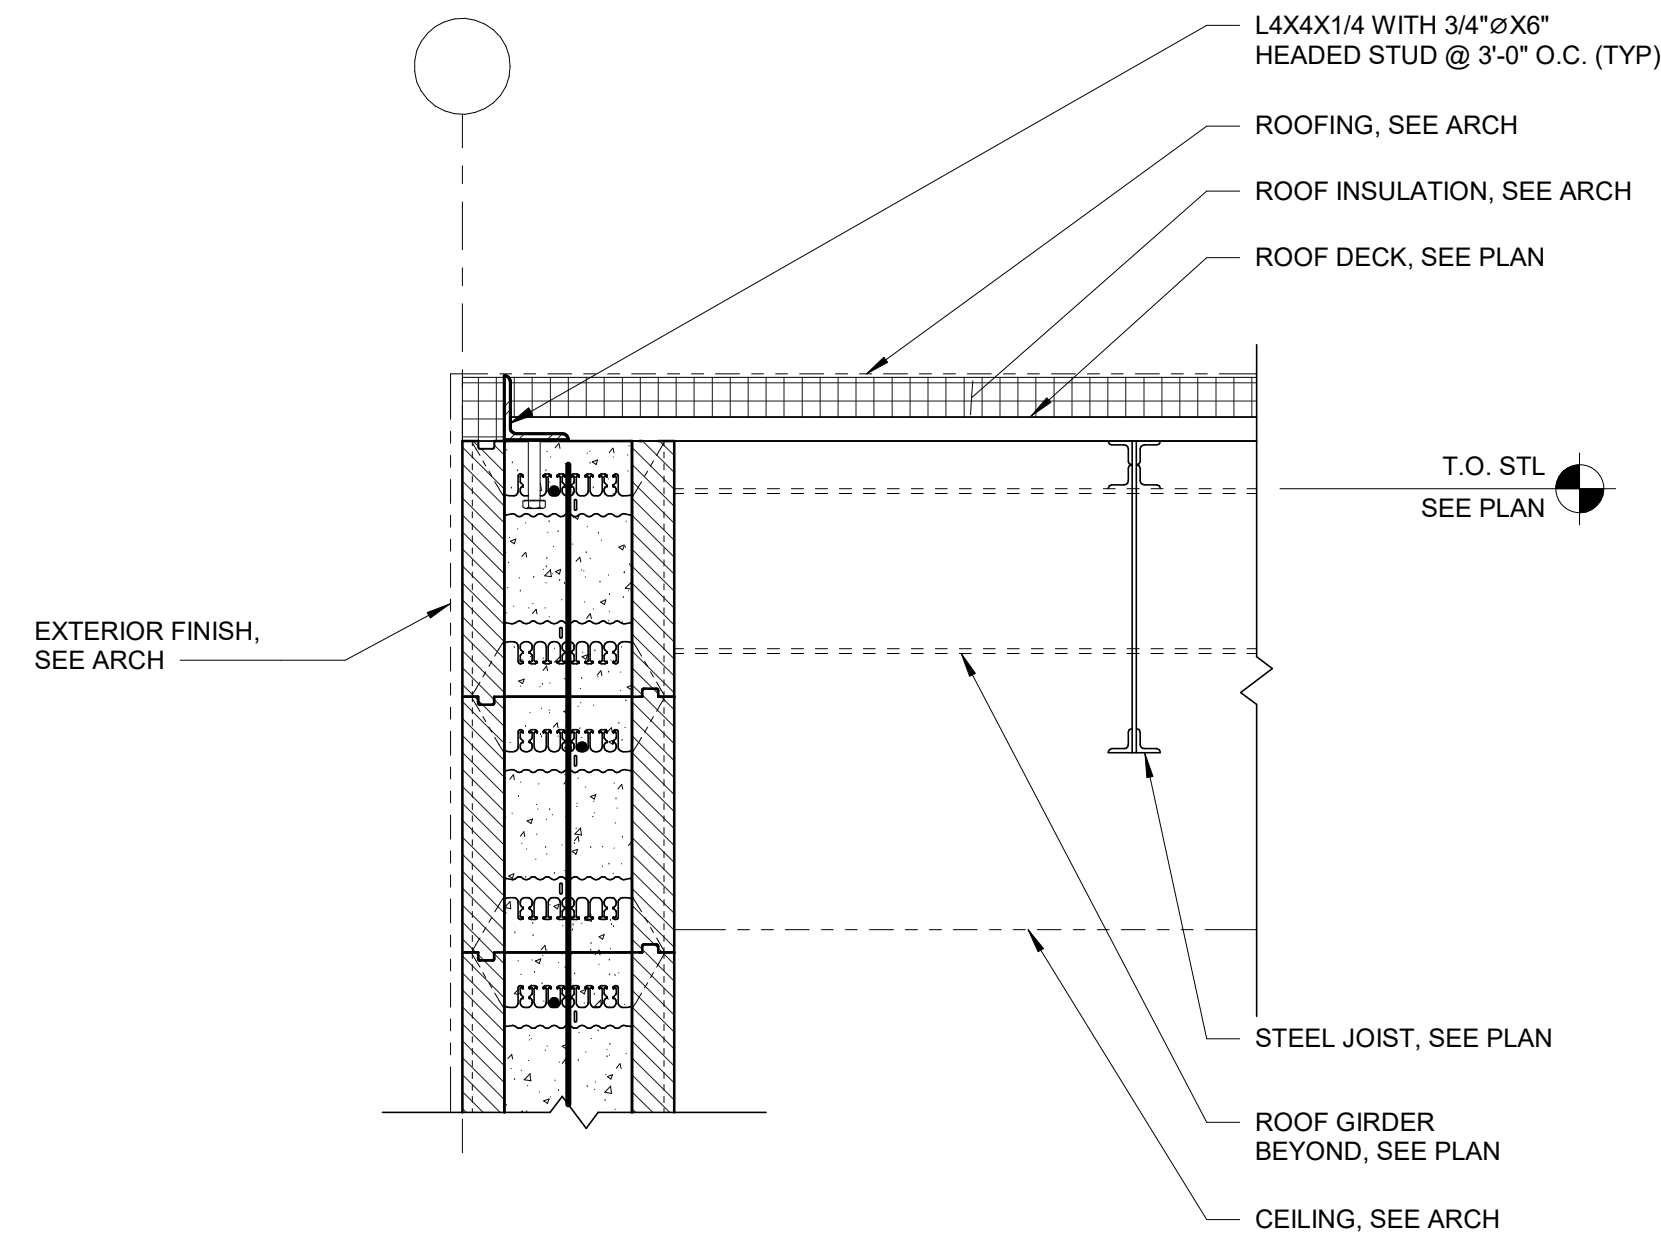 L4X4X1/4 WITH 3/4"⌀X6"
HEADED STUD @ 3'-0" O.C. (TYP)
ROOFING, SEE ARCH
ROOF INSULATION, SEE ARCH
ROOF DECK, SEE PLAN
T.O. STL
SEE PLAN
EXTERIOR FINISH,
SEE ARCH
STEEL JOIST, SEE PLAN
ROOF GIRDER
BEYOND, SEE PLAN
CEILING, SEE ARCH